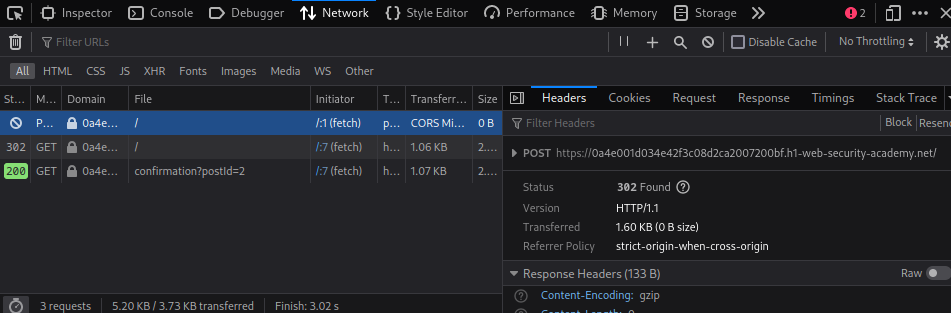 Inspector Console Debugger Network Style Editor Performance Memory Storage 2
Filter URLs Disable Cache No Throttling
All HTML CSS JS XHR Fonts Images Media WS Other
St… M… Domain File Initiator T… Transferr… Size
P… 0a4e… / /:1 (fetch) p… CORS Mi… 0 B
302 GET 0a4e… / /:7 (fetch) h… 1.06 KB 2.…
200 GET 0a4e… confirmation?postId=2 /:7 (fetch) h… 1.07 KB 2.…
3 requests 5.20 KB / 3.73 KB transferred Finish: 3.02 s
Headers Cookies Request Response Timings Stack Trace
Filter Headers Block Resen
POST https://0a4e001d034e42f3c08d2ca2007200bf.h1-web-security-academy.net/
Status 302 Found
Version HTTP/1.1
Transferred 1.60 KB (0 B size)
Referrer Policy strict-origin-when-cross-origin
Response Headers (133 B) Raw
Content-Encoding: gzip